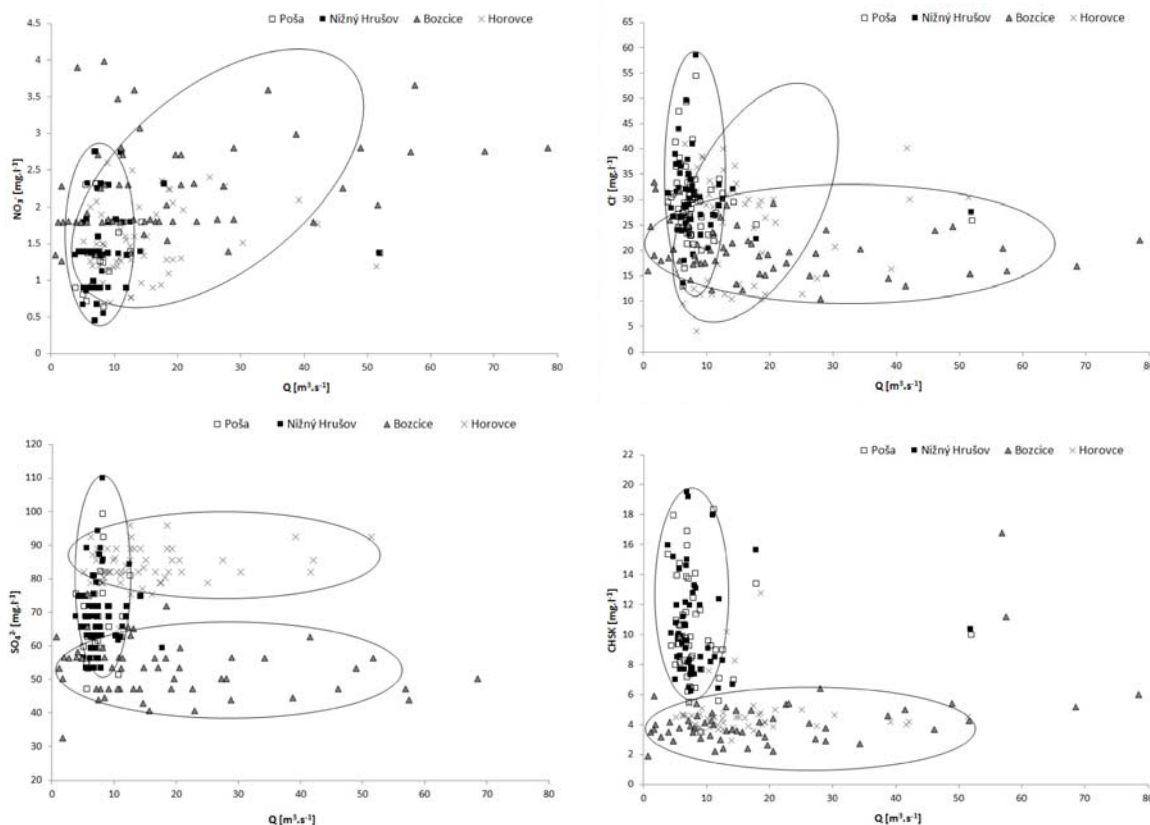 Poša Nižný Hrušov Bozcice Horovce
4.5
4
3.5
3
2.5
2
1.5
1
0.5
0
NO₃⁻ [mg.l⁻¹]
0 10 20 30 40 50 60 70 80
Q [m³.s⁻¹]
Poša Nižný Hrušov Bozcice Horovce
65
60
55
50
45
40
35
30
25
20
15
10
5
0
Cl⁻ [mg.l⁻¹]
0 10 20 30 40 50 60 70 80
Q [m³.s⁻¹]
Poša Nižný Hrušov Bozcice Horovce
120
110
100
90
80
70
60
50
40
30
20
SO₄²⁻ [mg.l⁻¹]
0 10 20 30 40 50 60 70 80
Q [m³.s⁻¹]
Poša Nižný Hrušov Bozcice Horovce
22
20
18
16
14
12
10
8
6
4
2
0
CHSK [mg.l⁻¹]
0 10 20 30 40 50 60 70 80
Q [m³.s⁻¹]